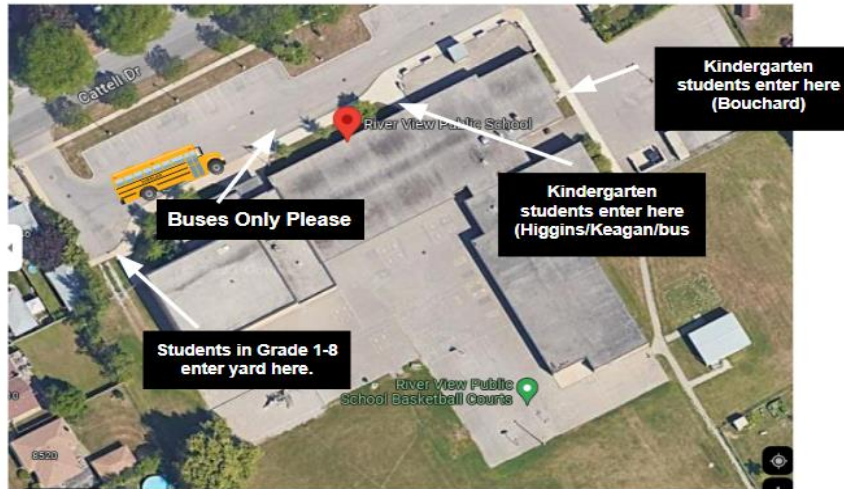 Cattell Dr
Kindergarten
students enter here
(Bouchard)
River View Public School
Kindergarten
students enter here
(Higgins/Keagan/bus
Buses Only Please
Students in Grade 1-8
enter yard here.
River View Public
School Basketball Courts
8520